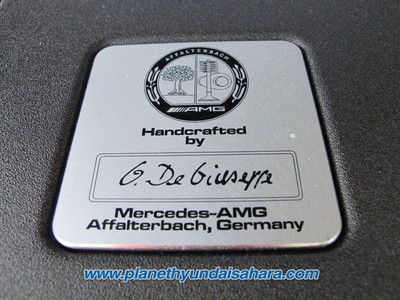 AFFALTERBACH
AMG
Handcrafted
by
G. De Giuseppe
Mercedes-AMG
Affalterbach, Germany
www.planethyundaisahara.com